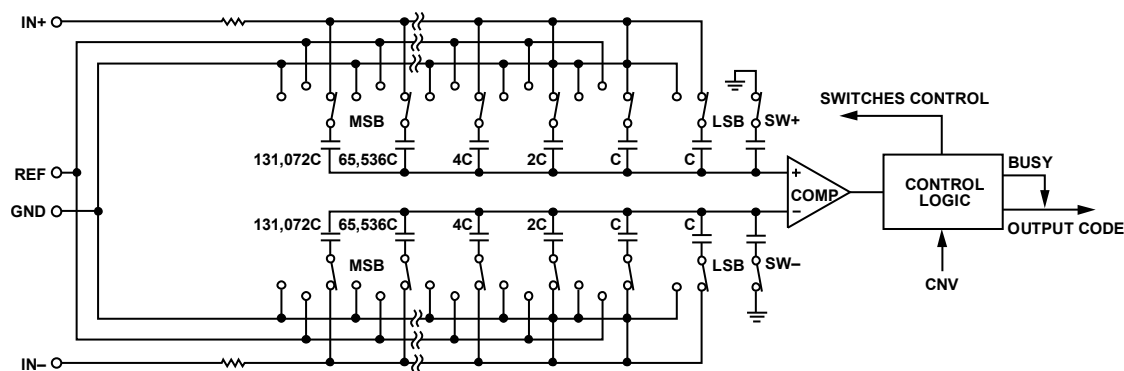 IN+
SWITCHES CONTROL
MSB
LSB
SW+
131,072C
65,536C
4C
2C
C
C
BUSY
REF
+
COMP
CONTROL
LOGIC
GND
–
131,072C
65,536C
4C
2C
C
C
OUTPUT CODE
MSB
LSB
SW–
CNV
IN–